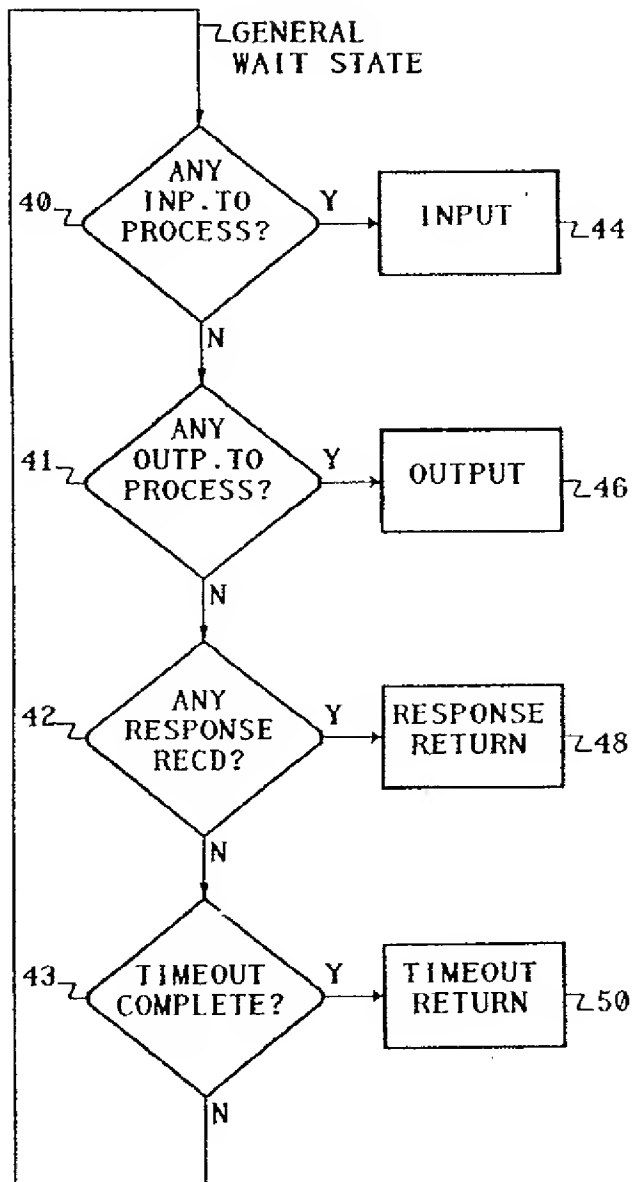 GENERAL
WAIT STATE
40
ANY
INP.TO
PROCESS?
Y
INPUT
44
N
41
ANY
OUTP.TO
PROCESS?
Y
OUTPUT
46
N
42
ANY
RESPONSE
RECD?
Y
RESPONSE
RETURN
48
N
43
TIMEOUT
COMPLETE?
Y
TIMEOUT
RETURN
50
N